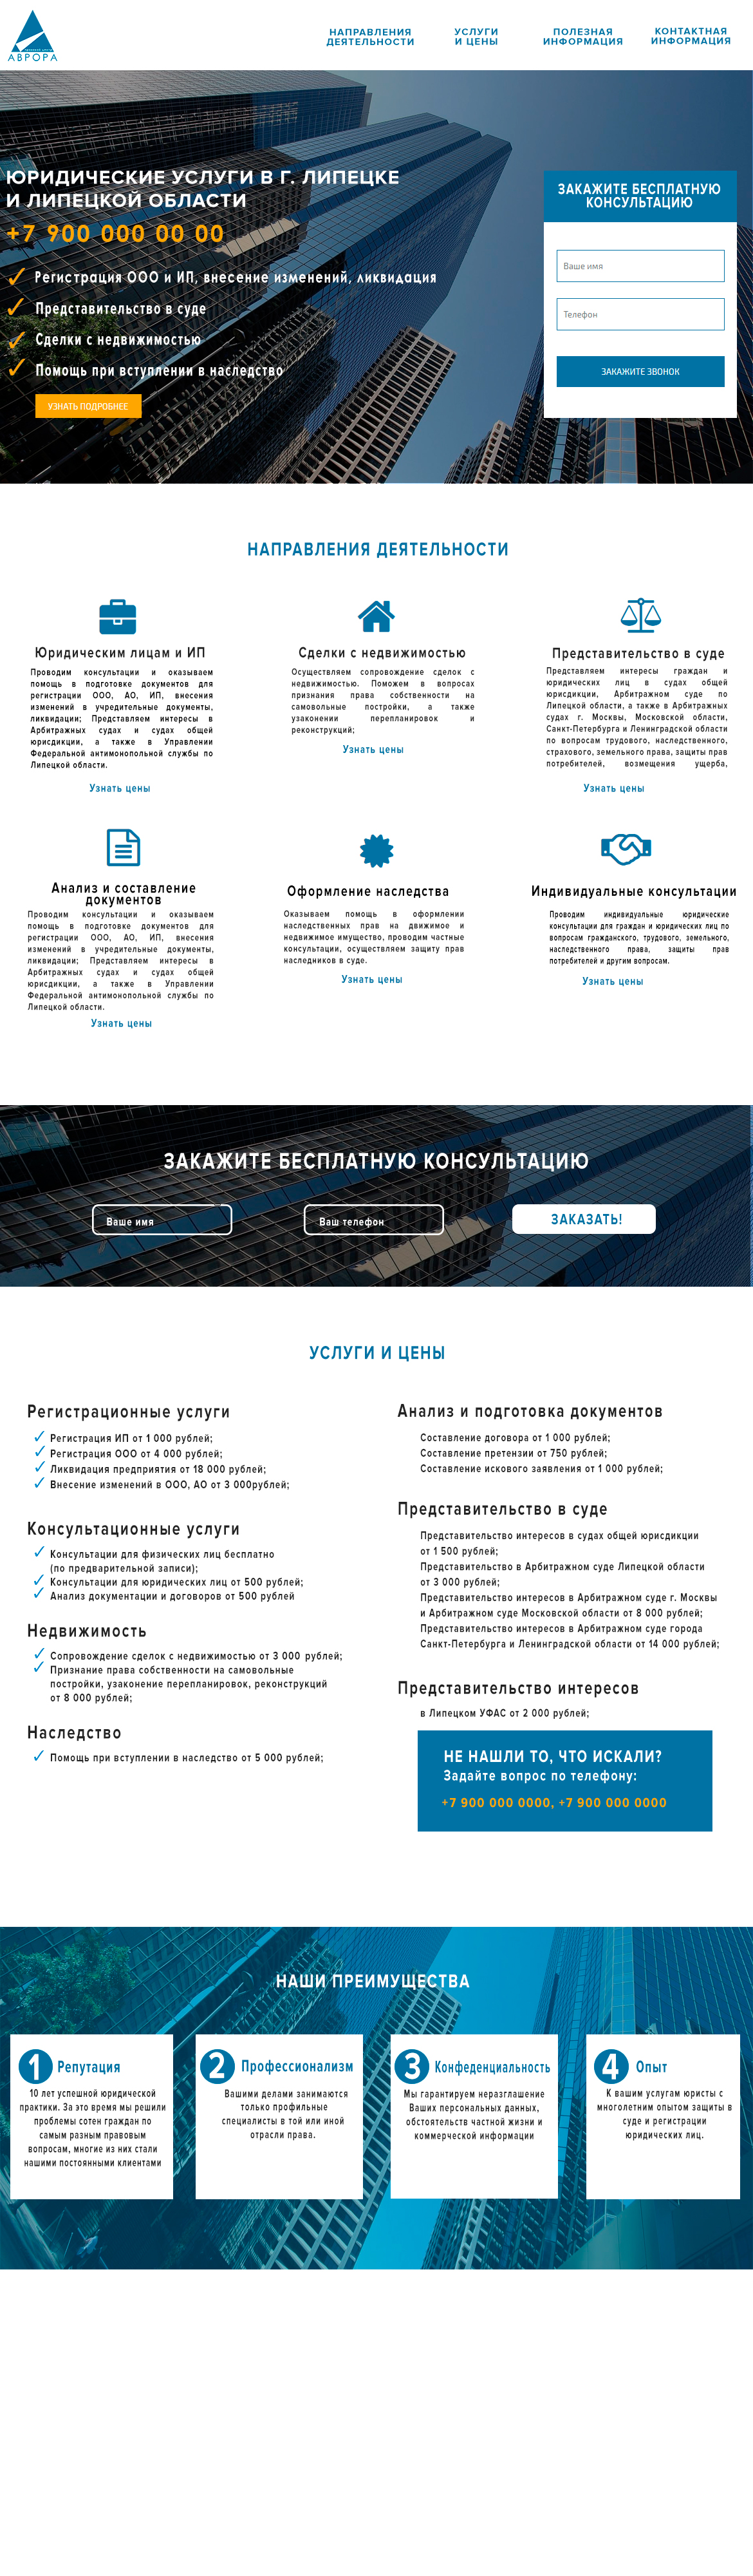 АВРОРА
НАПРАВЛЕНИЯ
ДЕЯТЕЛЬНОСТИ
УСЛУГИ
И ЦЕНЫ
ПОЛЕЗНАЯ
ИНФОРМАЦИЯ
КОНТАКТНАЯ
ИНФОРМАЦИЯ
ЮРИДИЧЕСКИЕ УСЛУГИ В Г. ЛИПЕЦКЕ
И ЛИПЕЦКОЙ ОБЛАСТИ
+7 900 000 00 00
Регистрация ООО и ИП, внесение изменений, ликвидация
Представительство в суде
Сделки с недвижимостью
Помощь при вступлении в наследство
УЗНАТЬ ПОДРОБНЕЕ
ЗАКАЖИТЕ БЕСПЛАТНУЮ
КОНСУЛЬТАЦИЮ
Ваше имя
Телефон
ЗАКАЖИТЕ ЗВОНОК
НАПРАВЛЕНИЯ ДЕЯТЕЛЬНОСТИ
Юридическим лицам и ИП
Проводим консультации и оказываем
помощь в подготовке документов для
регистрации ООО, АО, ИП, внесения
изменений в учредительные документы,
ликвидации; Представляем интересы в
Арбитражных судах и судах общей
юрисдикции, а также в Управлении
Федеральной антимонопольной службы по
Липецкой области.
Узнать цены
Сделки с недвижимостью
Осуществляем сопровождение сделок с
недвижимостью. Поможем в вопросах
признания права собственности на
самовольные постройки, а также
узаконении перепланировок и
реконструкций;
Узнать цены
Представительство в суде
Представляем интересы граждан и
юридических лиц в судах общей
юрисдикции, Арбитражном суде по
Липецкой области, а также в Арбитражных
судах г. Москвы, Московской области,
Санкт-Петербурга и Ленинградской области
по вопросам трудового, наследственного,
страхового, земельного права, защиты прав
потребителей, возмещения ущерба,
Узнать цены
Анализ и составление
документов
Проводим консультации и оказываем
помощь в подготовке документов для
регистрации ООО, АО, ИП, внесения
изменений в учредительные документы,
ликвидации; Представляем интересы в
Арбитражных судах и судах общей
юрисдикции, а также в Управлении
Федеральной антимонопольной службы по
Липецкой области.
Узнать цены
Оформление наследства
Оказываем помощь в оформлении
наследственных прав на движимое и
недвижимое имущество, проводим частные
консультации, осуществляем защиту прав
наследников в суде.
Узнать цены
Индивидуальные консультации
Проводим индивидуальные юридические
консультации для граждан и юридических лиц по
вопросам гражданского, трудового, земельного,
наследственного права, защиты прав
потребителей и другим вопросам.
Узнать цены
ЗАКАЖИТЕ БЕСПЛАТНУЮ КОНСУЛЬТАЦИЮ
Ваше имя
Ваш телефон
ЗАКАЗАТЬ!
УСЛУГИ И ЦЕНЫ
Регистрационные услуги
Регистрация ИП от 1 000 рублей;
Регистрация ООО от 4 000 рублей;
Ликвидация предприятия от 18 000 рублей;
Внесение изменений в ООО, АО от 3 000рублей;
Консультационные услуги
Консультации для физических лиц бесплатно
(по предварительной записи);
Консультации для юридических лиц от 500 рублей;
Анализ документации и договоров от 500 рублей
Недвижимость
Сопровождение сделок с недвижимостью от 3 000 рублей;
Признание права собственности на самовольные
постройки, узаконение перепланировок, реконструкций
от 8 000 рублей;
Наследство
Помощь при вступлении в наследство от 5 000 рублей;
Анализ и подготовка документов
Составление договора от 1 000 рублей;
Составление претензии от 750 рублей;
Составление искового заявления от 1 000 рублей;
Представительство в суде
Представительство интересов в судах общей юрисдикции
от 1 500 рублей;
Представительство в Арбитражном суде Липецкой области
от 3 000 рублей;
Представительство интересов в Арбитражном суде г. Москвы
и Арбитражном суде Московской области от 8 000 рублей;
Представительство интересов в Арбитражном суде города
Санкт-Петербурга и Ленинградской области от 14 000 рублей;
Представительство интересов
в Липецком УФАС от 2 000 рублей;
НЕ НАШЛИ ТО, ЧТО ИСКАЛИ?
Задайте вопрос по телефону:
+7 900 000 0000, +7 900 000 0000
НАШИ ПРЕИМУЩЕСТВА
1 Репутация
10 лет успешной юридической
практики. За это время мы решили
проблемы сотен граждан по
самым разным правовым
вопросам, многие из них стали
нашими постоянными клиентами
2 Профессионализм
Вашими делами занимаются
только профильные
специалисты в той или иной
отрасли права.
3 Конфеденциальность
Мы гарантируем неразглашение
Ваших персональных данных,
обстоятельств частной жизни и
коммерческой информации
4 Опыт
К вашим услугам юристы с
многолетним опытом защиты в
суде и регистрации
юридических лиц.